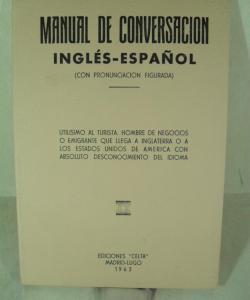 MANUAL DE CONVERSACION
INGLÉS-ESPAÑOL
(CON PRONUNCIACION FIGURADA)
UTILISIMO AL TURISTA, HOMBRE DE NEGOCIOS
O EMIGRANTE QUE LLEGA A INGLATERRA O A
LOS ESTADOS UNIDOS DE AMERICA CON
ABSOLUTO DESCONOCIMIENTO DEL IDIOMA
EDICIONES "CELTA"
MADRID-LUGO
1963